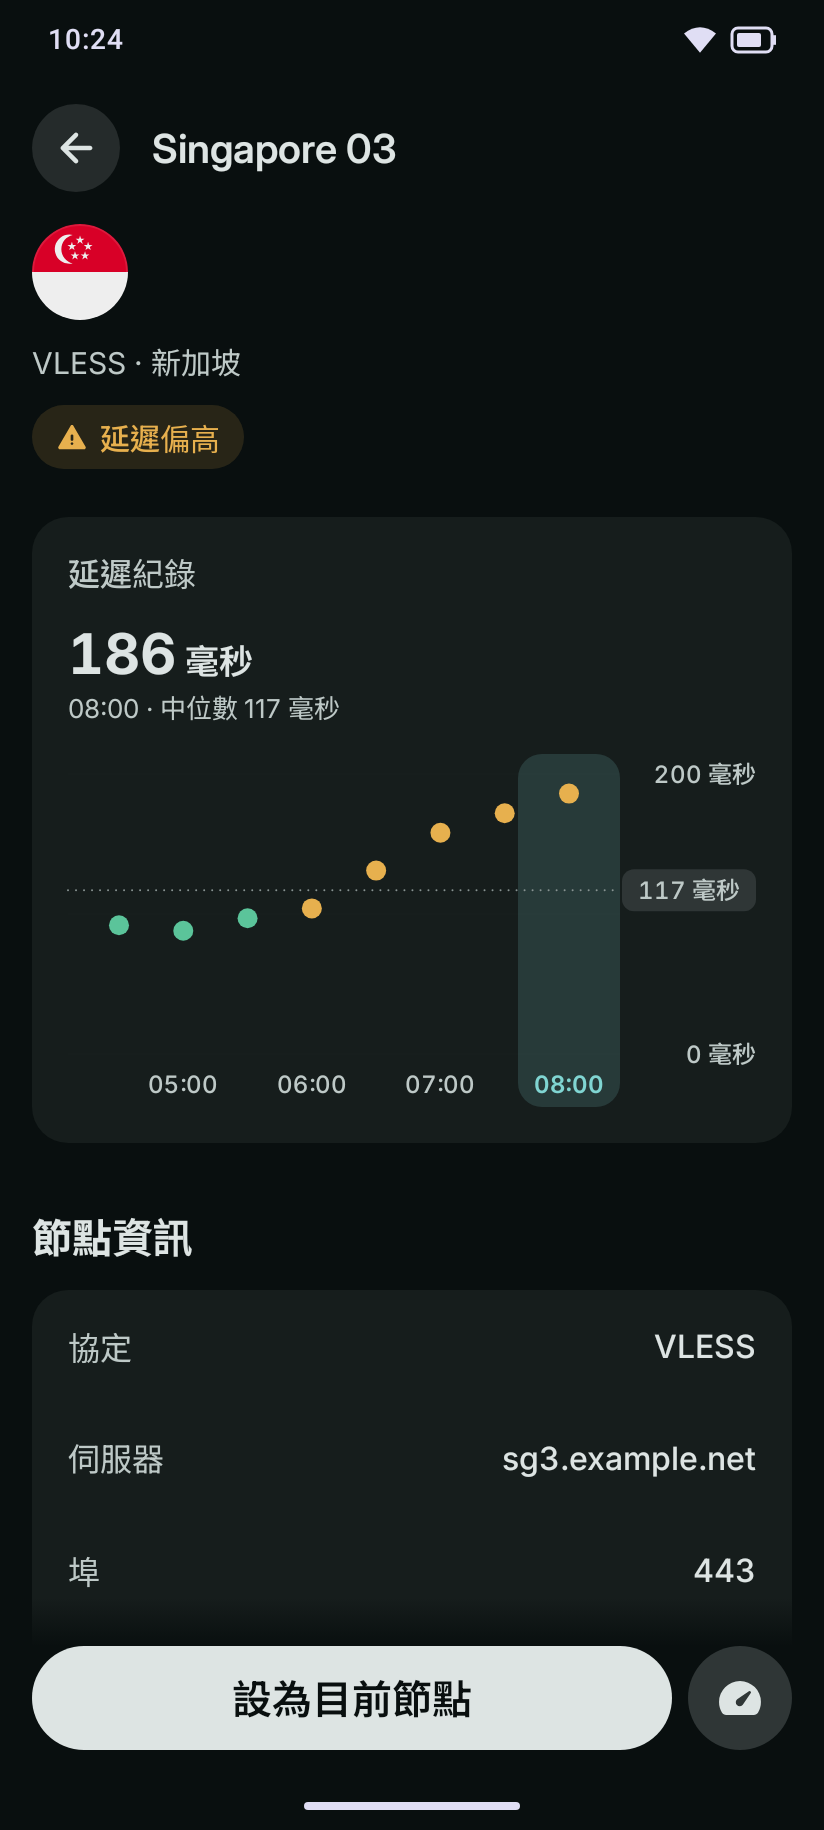 10:24
Singapore 03
VLESS · 新加坡
延遲偏高
延遲紀錄
186 毫秒
08:00 · 中位數 117 毫秒
200 毫秒
117 毫秒
0 毫秒
05:00 06:00 07:00 08:00
節點資訊
協定 VLESS
伺服器 sg3.example.net
埠 443
設為目前節點